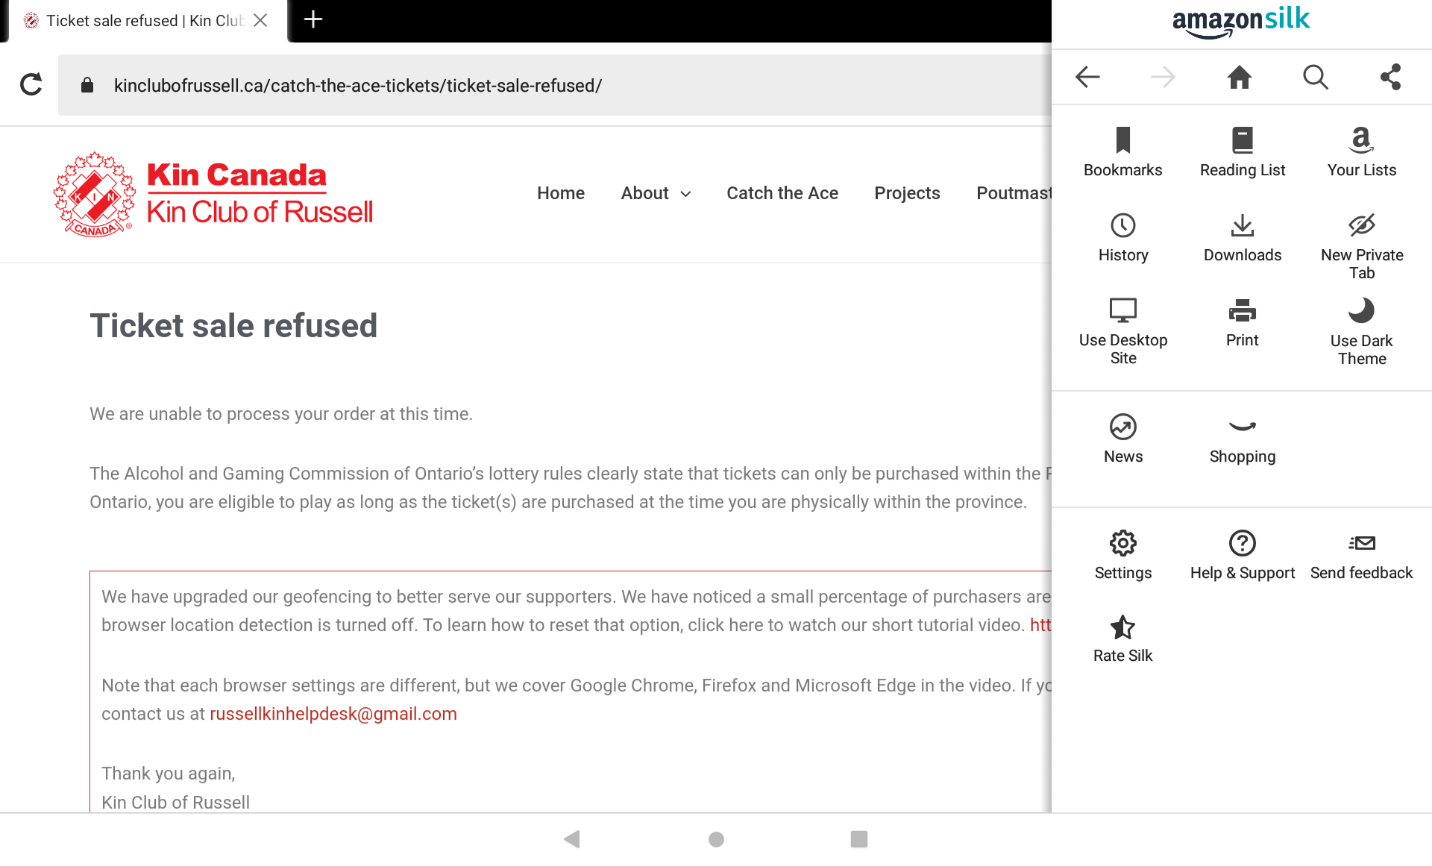 Ticket sale refused | Kin Club
kinclubofrussell.ca/catch-the-ace-tickets/ticket-sale-refused/
Kin Canada
Kin Club of Russell
KIN
CANADA
Home About Catch the Ace Projects Poutmast
Ticket sale refused
We are unable to process your order at this time.
The Alcohol and Gaming Commission of Ontario's lottery rules clearly state that tickets can only be purchased within the
Ontario, you are eligible to play as long as the ticket(s) are purchased at the time you are physically within the province.
We have upgraded our geofencing to better serve our supporters. We have noticed a small percentage of purchasers are
browser location detection is turned off. To learn how to reset that option, click here to watch our short tutorial video. htt
Note that each browser settings are different, but we cover Google Chrome, Firefox and Microsoft Edge in the video. If yo
contact us at russellkinhelpdesk@gmail.com
Thank you again,
Kin Club of Russell
amazon silk
Bookmarks Reading List Your Lists
History Downloads New Private
Tab
Use Desktop Print Use Dark
Site Theme
News Shopping
Settings Help & Support Send feedback
Rate Silk